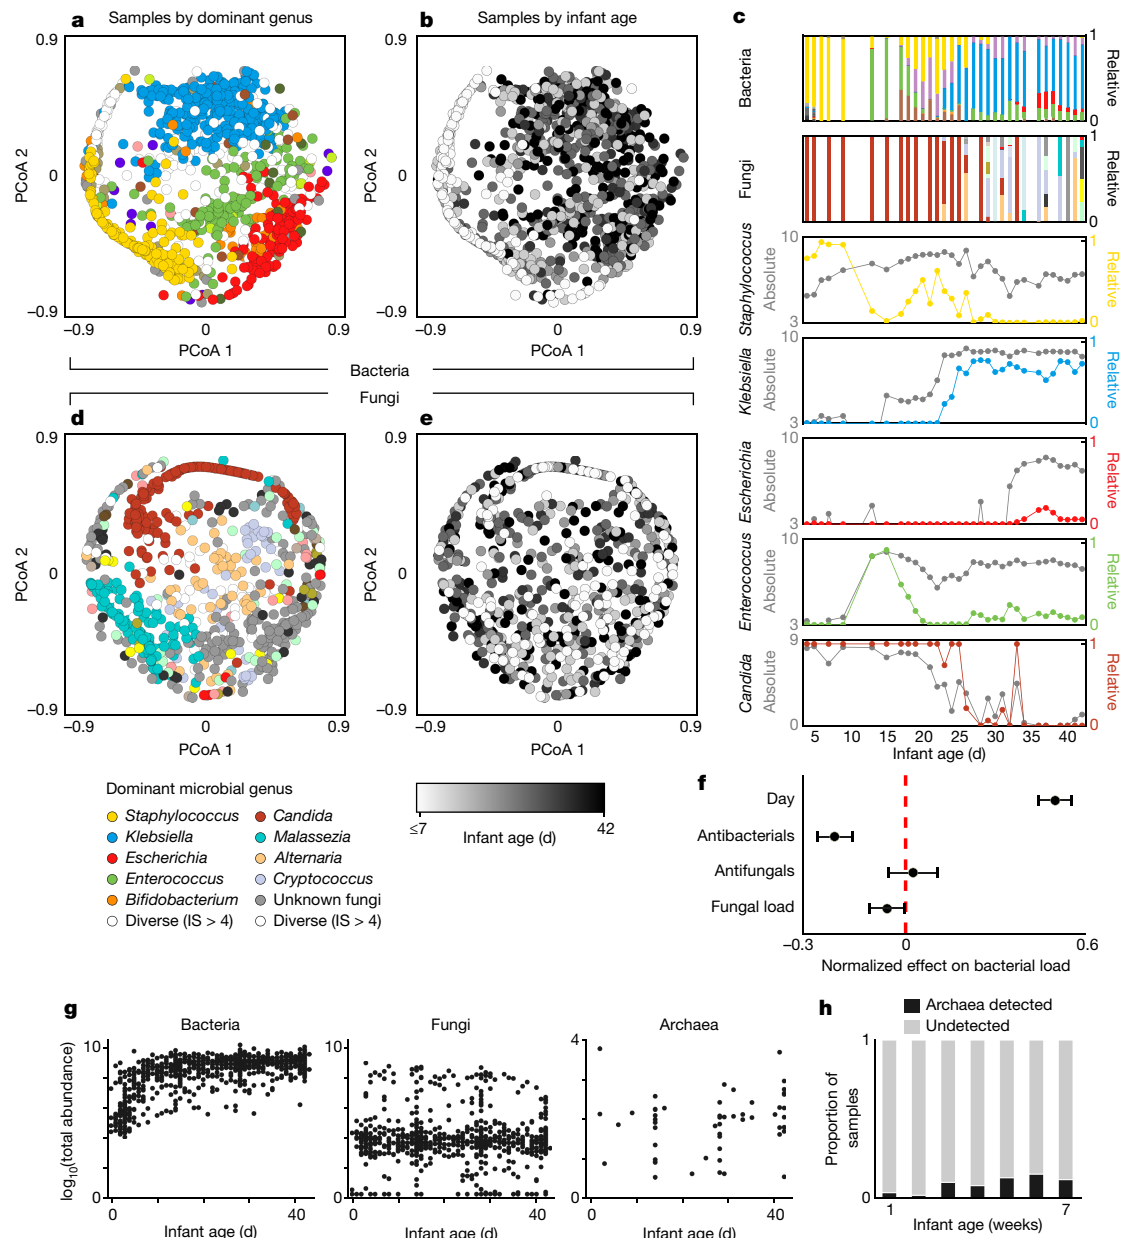 a Samples by dominant genus
0.9
PCoA 2
0
−0.9
−0.9 0 0.9
PCoA 1
b Samples by infant age
0.9
PCoA 2
0
−0.9
−0.9 0 0.9
PCoA 1
Bacteria
Fungi
c
Bacteria
1
Relative
0
Fungi
1
Relative
0
Staphylococcus
Absolute
10
3
1
Relative
0
Klebsiella
Absolute
10
3
1
Relative
0
Escherichia
Absolute
10
3
1
Relative
0
Enterococcus
Absolute
10
3
1
Relative
0
Candida
Absolute
9
0
1
Relative
0
5 10 15 20 25 30 35 40
Infant age (d)
d
0.9
PCoA 2
0
−0.9
−0.9 0 0.9
PCoA 1
e
0.9
PCoA 2
0
−0.9
−0.9 0 0.9
PCoA 1
Dominant microbial genus
Staphylococcus
Klebsiella
Escherichia
Enterococcus
Bifidobacterium
Diverse (IS > 4)
Candida
Malassezia
Alternaria
Cryptococcus
Unknown fungi
Diverse (IS > 4)
≤7 42
Infant age (d)
f
Day
Antibacterials
Antifungals
Fungal load
−0.3 0 0.6
Normalized effect on bacterial load
g
Bacteria
log10(total abundance)
10
0
0 40
Infant age (d)
Fungi
10
0
0 40
Infant age (d)
Archaea
4
2
0
0 20 40
Infant age (d)
h
Archaea detected
Undetected
Proportion of
samples
1
0
1 7
Infant age (weeks)